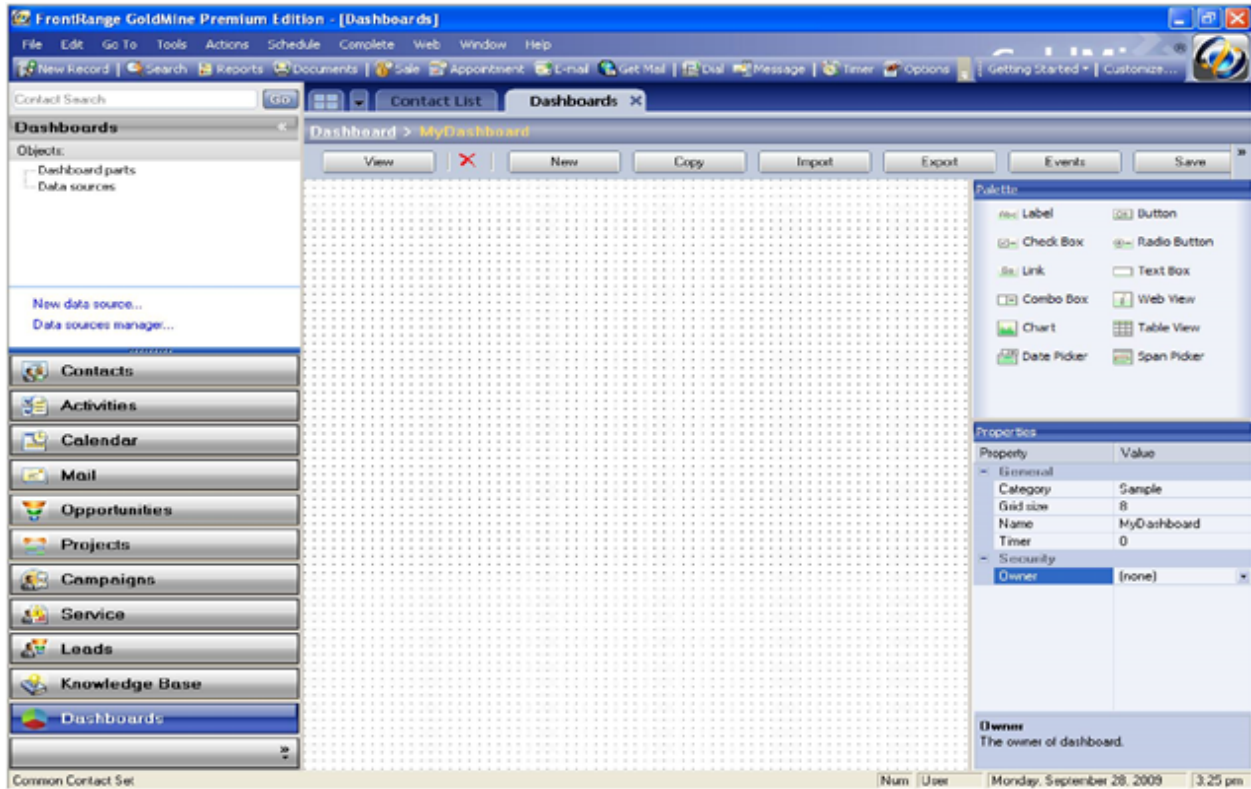 FrontRange GoldMine Premium Edition - [Dashboards]
File Edit Go To Tools Actions Schedule Complete Web Window Help
New Record Search Reports Documents Sale Appointment E-mail Get Mail Dial Message Timer Options Getting Started Customize...
Contact Search Go Contact List Dashboards
Dashboards
Dashboard > MyDashboard
Objects:
Dashboard parts
Data sources
View New Copy Import Export Events Save
New data source...
Data sources manager...
Contacts
Activities
Calendar
Mail
Opportunities
Projects
Campaigns
Service
Leads
Knowledge Base
Dashboards
Palette
Label Button
Check Box Radio Button
Link Text Box
Combo Box Web View
Chart Table View
Date Picker Span Picker
Properties
Property Value
General
Category Sample
Grid size 8
Name MyDashboard
Timer 0
Security
Owner (none)
Owner
The owner of dashboard.
Common Contact Set Num User Monday, September 28, 2009 3:25 pm